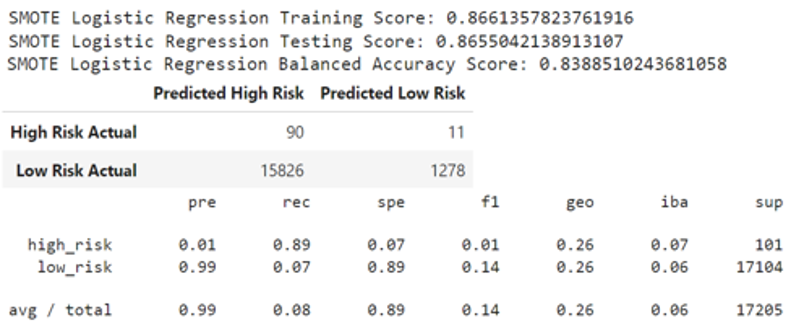 SMOTE Logistic Regression Training Score: 0.8661357823761916
SMOTE Logistic Regression Testing Score: 0.8655042138913107
SMOTE Logistic Regression Balanced Accuracy Score: 0.8388510243681058
Predicted High Risk Predicted Low Risk
High Risk Actual 90 11
Low Risk Actual 15826 1278
pre rec spe f1 geo iba sup
high_risk 0.01 0.89 0.07 0.01 0.26 0.07 101
low_risk 0.99 0.07 0.89 0.14 0.26 0.06 17104
avg / total 0.99 0.08 0.89 0.14 0.26 0.06 17205